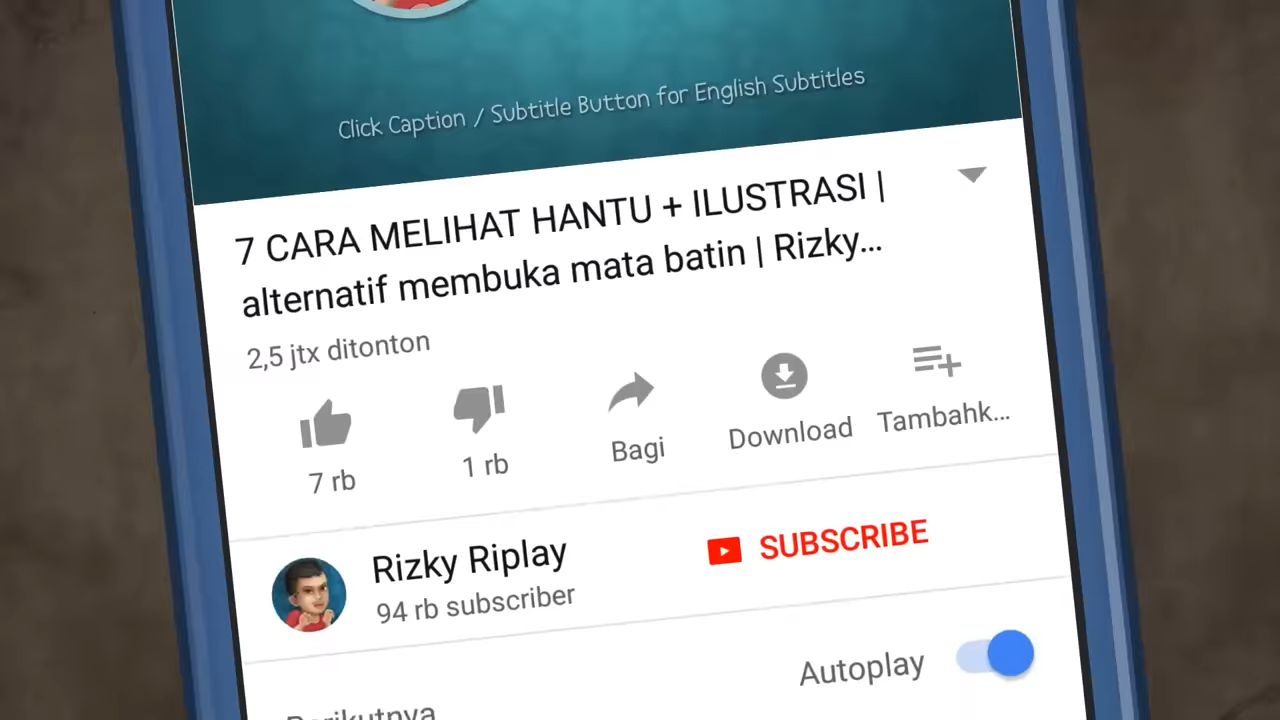 Click Caption / Subtitle Button for English Subtitles
7 CARA MELIHAT HANTU + ILUSTRASI |
alternatif membuka mata batin | Rizky...
2,5 jtx ditonton
7 rb
1 rb
Bagi
Download
Tambahk...
Rizky Riplay
94 rb subscriber
SUBSCRIBE
Autoplay
Berikutnya